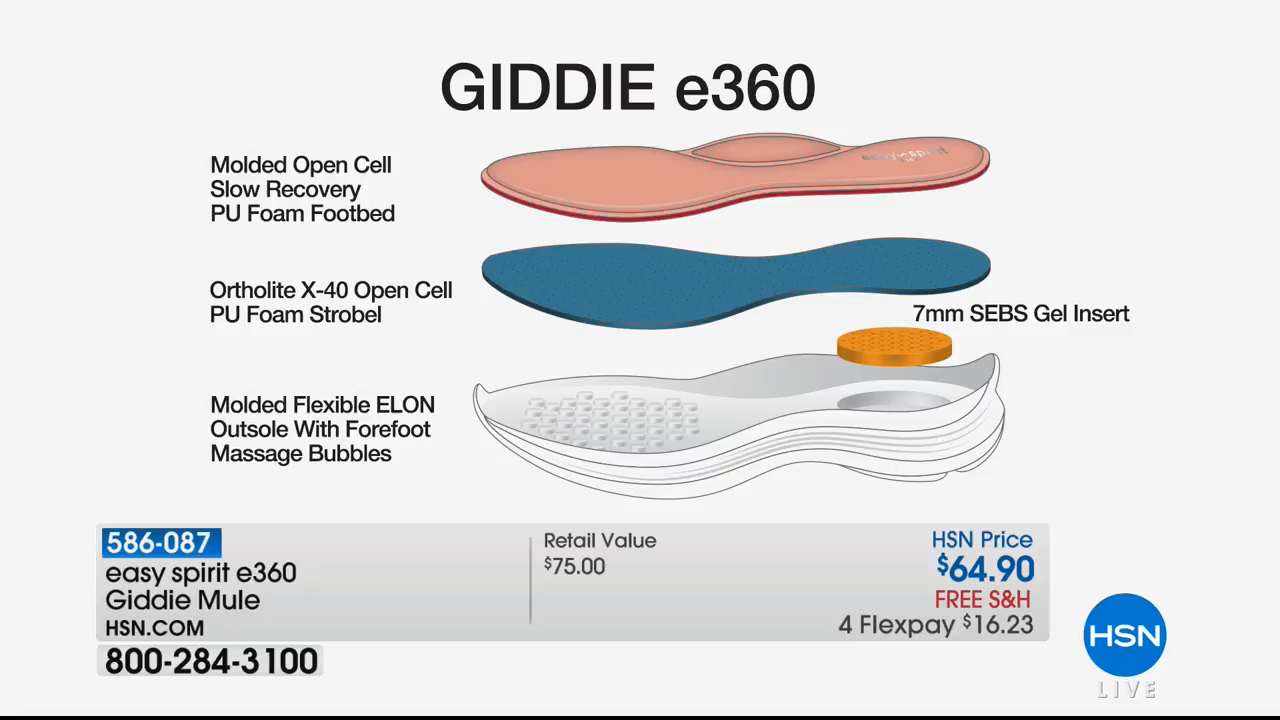 GIDDIE e360
Molded Open Cell
Slow Recovery
PU Foam Footbed
easy spirit
Ortholite X-40 Open Cell
PU Foam Strobel
7mm SEBS Gel Insert
Molded Flexible ELON
Outsole With Forefoot
Massage Bubbles
586-087
easy spirit e360
Giddie Mule
HSN.COM
800-284-3100
Retail Value
$75.00
HSN Price
$64.90
FREE S&H
4 Flexpay $16.23
HSN
LIVE